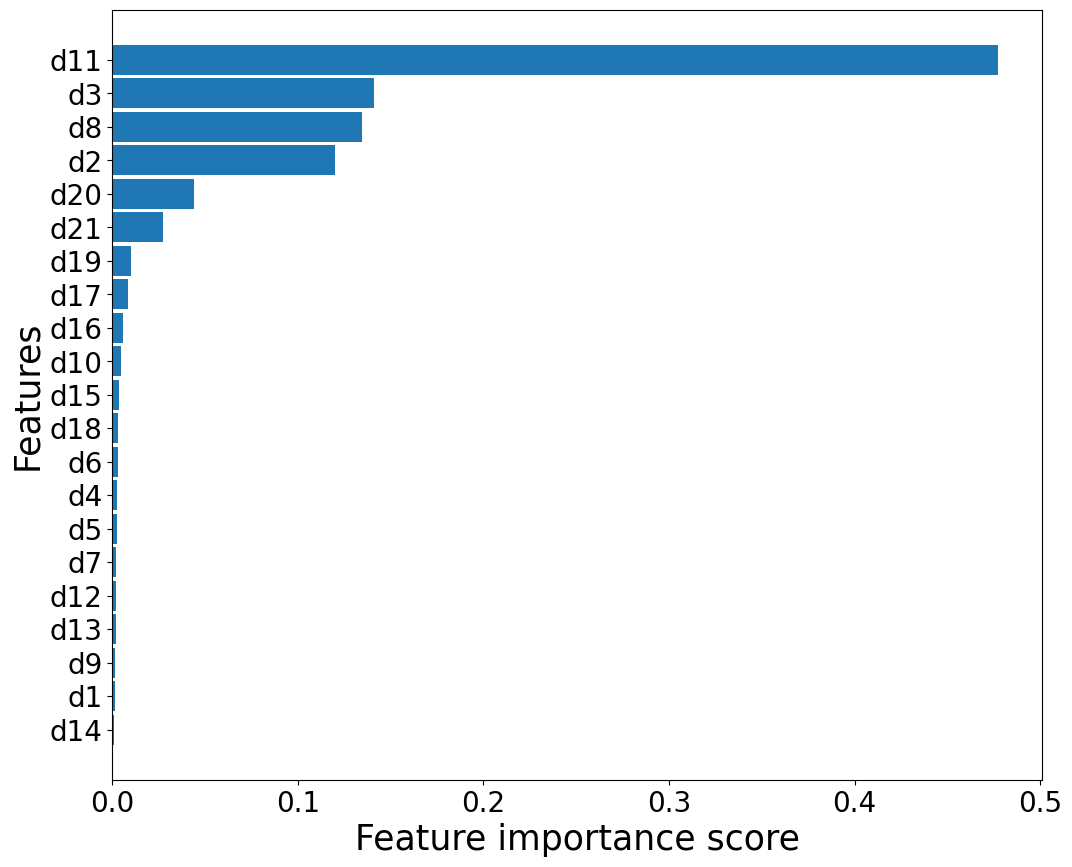 d11
d3
d8
d2
d20
d21
d19
d17
d16
d10
d15
d18
d6
d4
d5
d7
d12
d13
d9
d1
d14
Features
0.0 0.1 0.2 0.3 0.4 0.5
Feature importance score